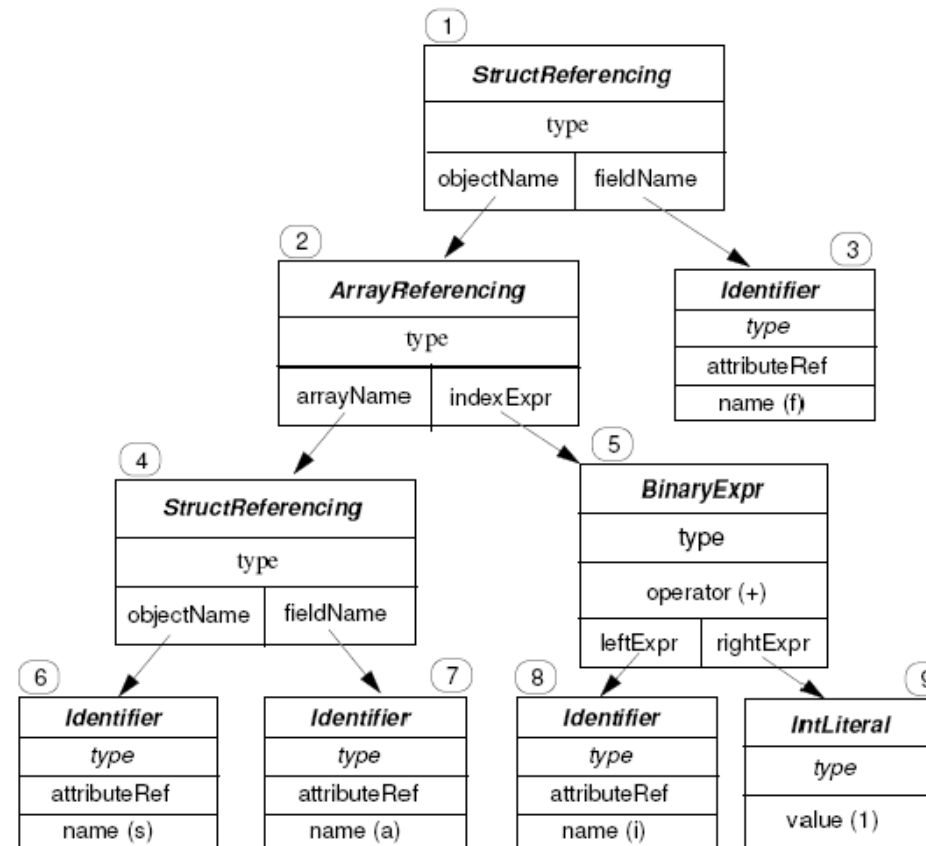 1
StructReferencing
type
objectName fieldName
2
ArrayReferencing
type
arrayName indexExpr
3
Identifier
type
attributeRef
name (f)
4
StructReferencing
type
objectName fieldName
5
BinaryExpr
type
operator (+)
leftExpr rightExpr
6
Identifier
type
attributeRef
name (s)
7
Identifier
type
attributeRef
name (a)
8
Identifier
type
attributeRef
name (i)
9
IntLiteral
type
value (1)